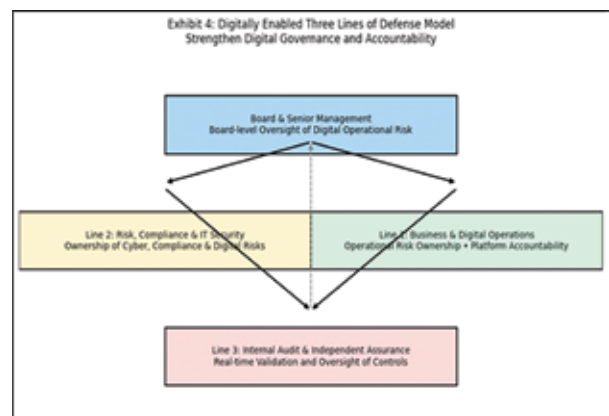 Exhibit 4: Digitally Enabled Three Lines of Defense Model
Strengthen Digital Governance and Accountability
Board & Senior Management
Board-level Oversight of Digital Operational Risk
Line 2: Risk, Compliance & IT Security
Ownership of Cyber, Compliance & Digital Risks
Line 1: Business & Digital Operations
Operational Risk Ownership • Platform Accountability
Line 3: Internal Audit & Independent Assurance
Real-time Validation and Oversight of Controls